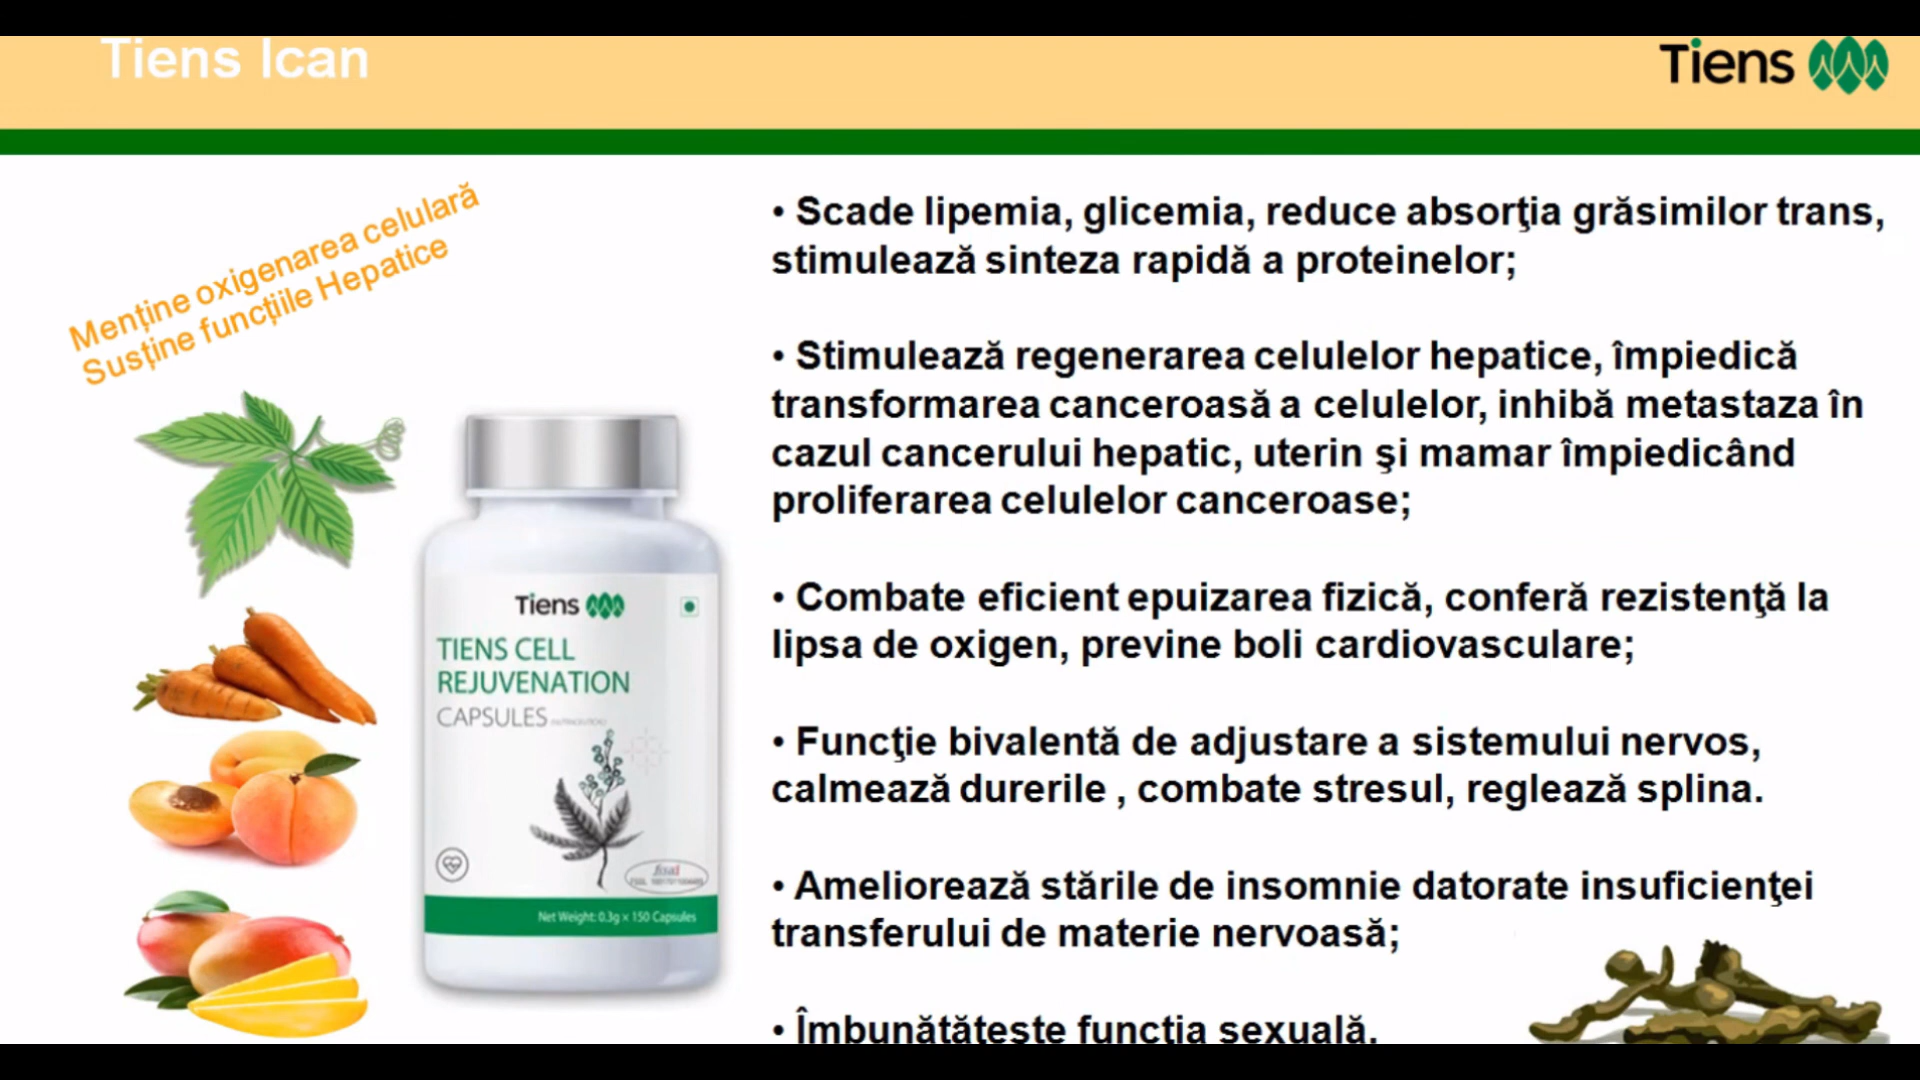 Tiens Ican
Tiens
Menține oxigenarea celulară
Susține funcțiile Hepatice
• Scade lipemia, glicemia, reduce absorţia grăsimilor trans,
stimulează sinteza rapidă a proteinelor;
• Stimulează regenerarea celulelor hepatice, împiedică
transformarea canceroasă a celulelor, inhibă metastaza în
cazul cancerului hepatic, uterin şi mamar împiedicând
proliferarea celulelor canceroase;
• Combate eficient epuizarea fizică, conferă rezistenţă la
lipsa de oxigen, previne boli cardiovasculare;
• Funcţie bivalentă de adjustare a sistemului nervos,
calmează durerile , combate stresul, reglează splina.
• Ameliorează stările de insomnie datorate insuficienţei
transferului de materie nervoasă;
• Îmbunătăţeşte funcţia sexuală.
Tiens
TIENS CELL
REJUVENATION
CAPSULES
fssai
Net Weight: 0.3g x 150 Capsules